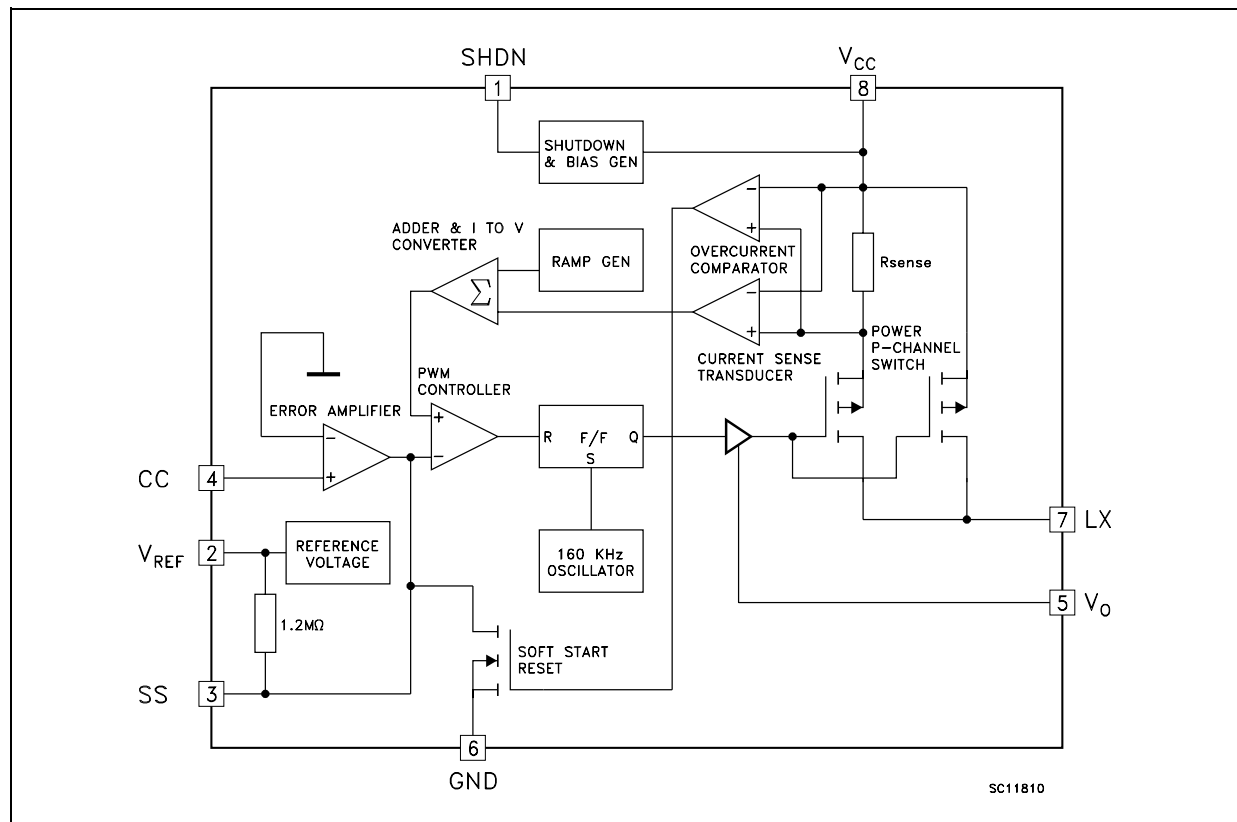 SHDN
VCC
1
8
SHUTDOWN
& BIAS GEN
-
+
ADDER & I TO V
CONVERTER
RAMP GEN
OVERCURRENT
COMPARATOR
Rsense
Σ
-
+
POWER
P-CHANNEL
SWITCH
CURRENT SENSE
TRANSDUCER
PWM
CONTROLLER
ERROR AMPLIFIER
+
-
-
+
R F/F Q
S
CC 4
7 LX
VREF 2
REFERENCE
VOLTAGE
160 KHz
OSCILLATOR
5 VO
1.2MΩ
SOFT START
RESET
SS 3
6
GND
SC11810